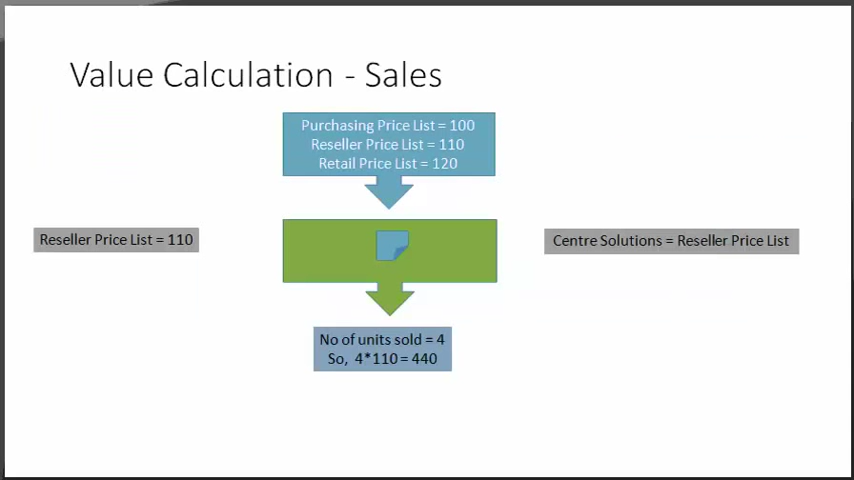 Value Calculation - Sales
Purchasing Price List = 100
Reseller Price List = 110
Retail Price List = 120
Reseller Price List = 110
Centre Solutions = Reseller Price List
No of units sold = 4
So,  4*110 = 440